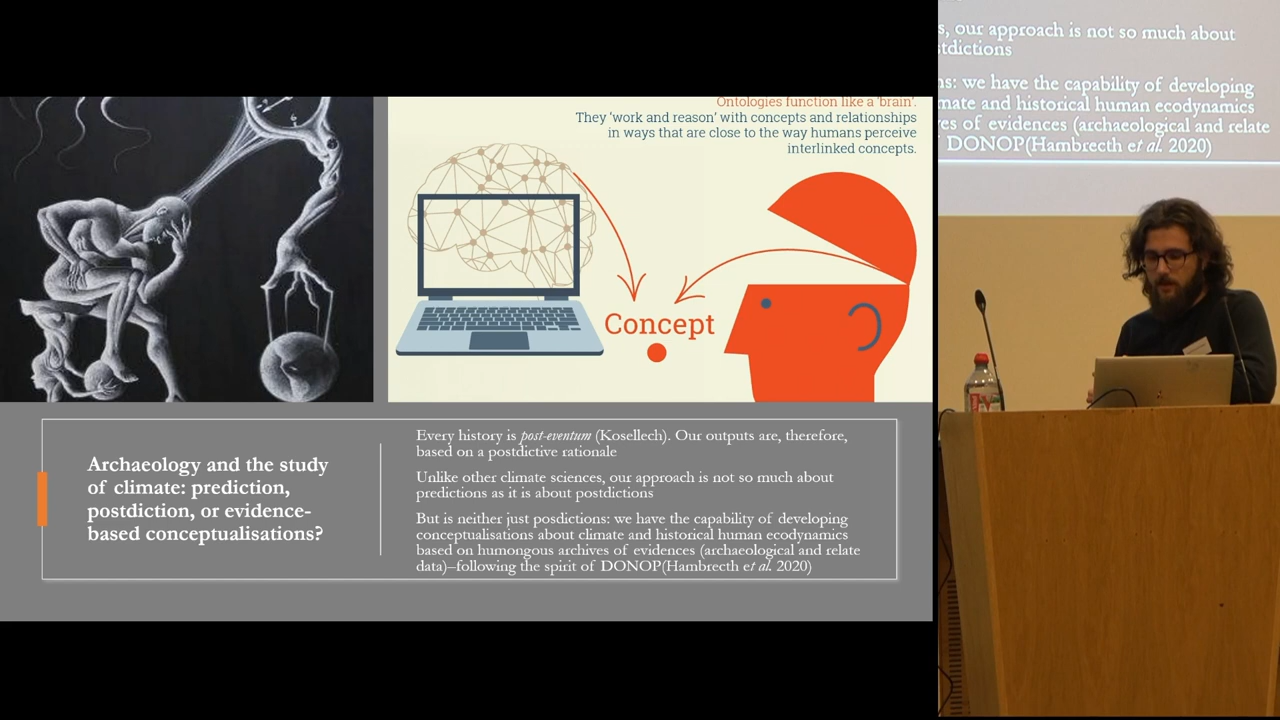 Ontologies function like a 'brain'.
They 'work and reason' with concepts and relationships
in ways that are close to the way humans perceive
interlinked concepts.
Concept
Archaeology and the study
of climate: prediction,
postdiction, or evidence-
based conceptualisations?
Every history is post-eventum (Kosellech). Our outputs are, therefore,
based on a postdictive rationale
Unlike other climate sciences, our approach is not so much about
predictions as it is about postdictions
But is neither just posdictions: we have the capability of developing
conceptualisations about climate and historical human ecodynamics
based on humongous archives of evidences (archaeological and relate
data)–following the spirit of DONOP(Hambrecth et al. 2020)
s, our approach is not so much about
stdictions
ns: we have the capability of developing
mate and historical human ecodynamics
ves of evidences (archaeological and relate
DONOP(Hambrecth et al. 2020)